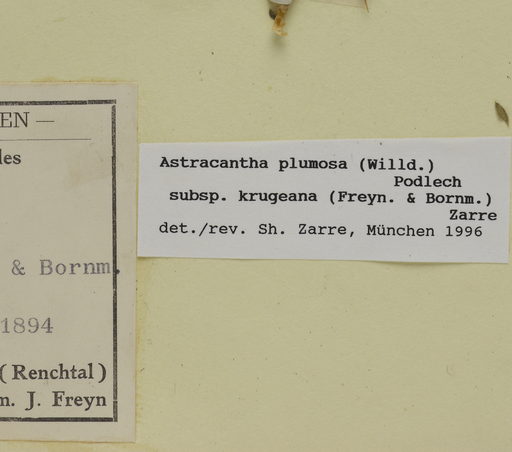 EN —
les
& Bornm.
1894
( Renchtal )
m. J. Freyn
Astracantha plumosa (Willd.)
Podlech
subsp. krugeana (Freyn. & Bornm.)
Zarre
det./rev. Sh. Zarre, München 1996